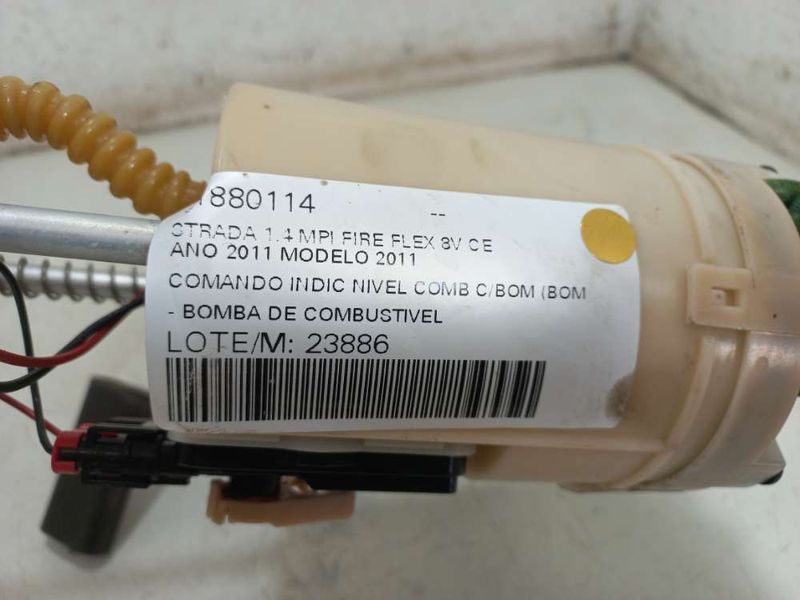 880114 --
STRADA 1.4 MPI FIRE FLEX 8V CE
ANO 2011 MODELO 2011
COMANDO INDIC NIVEL COMB C/BOM (BOM
- BOMBA DE COMBUSTIVEL
LOTE/M: 23886